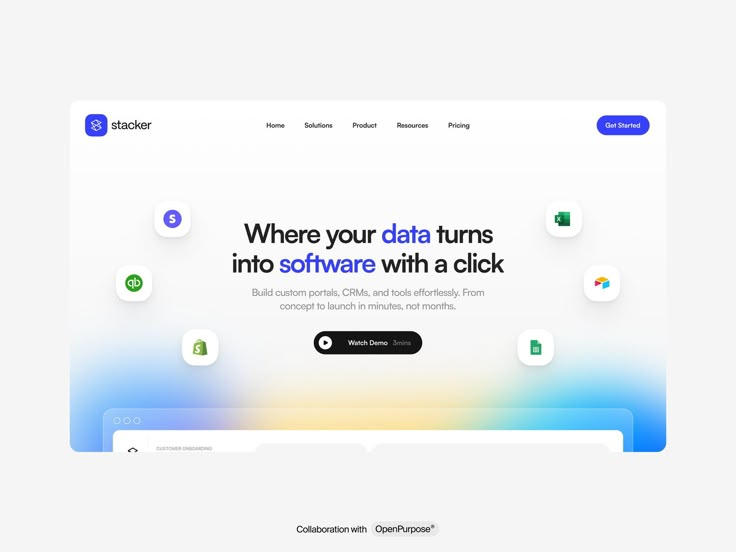 stacker
Home Solutions Product Resources Pricing
Get Started
Where your data turns
into software with a click
Build custom portals, CRMs, and tools effortlessly. From
concept to launch in minutes, not months.
Watch Demo 3mins
S
X
qb
S
CUSTOMER ONBOARDING
Collaboration with OpenPurpose®